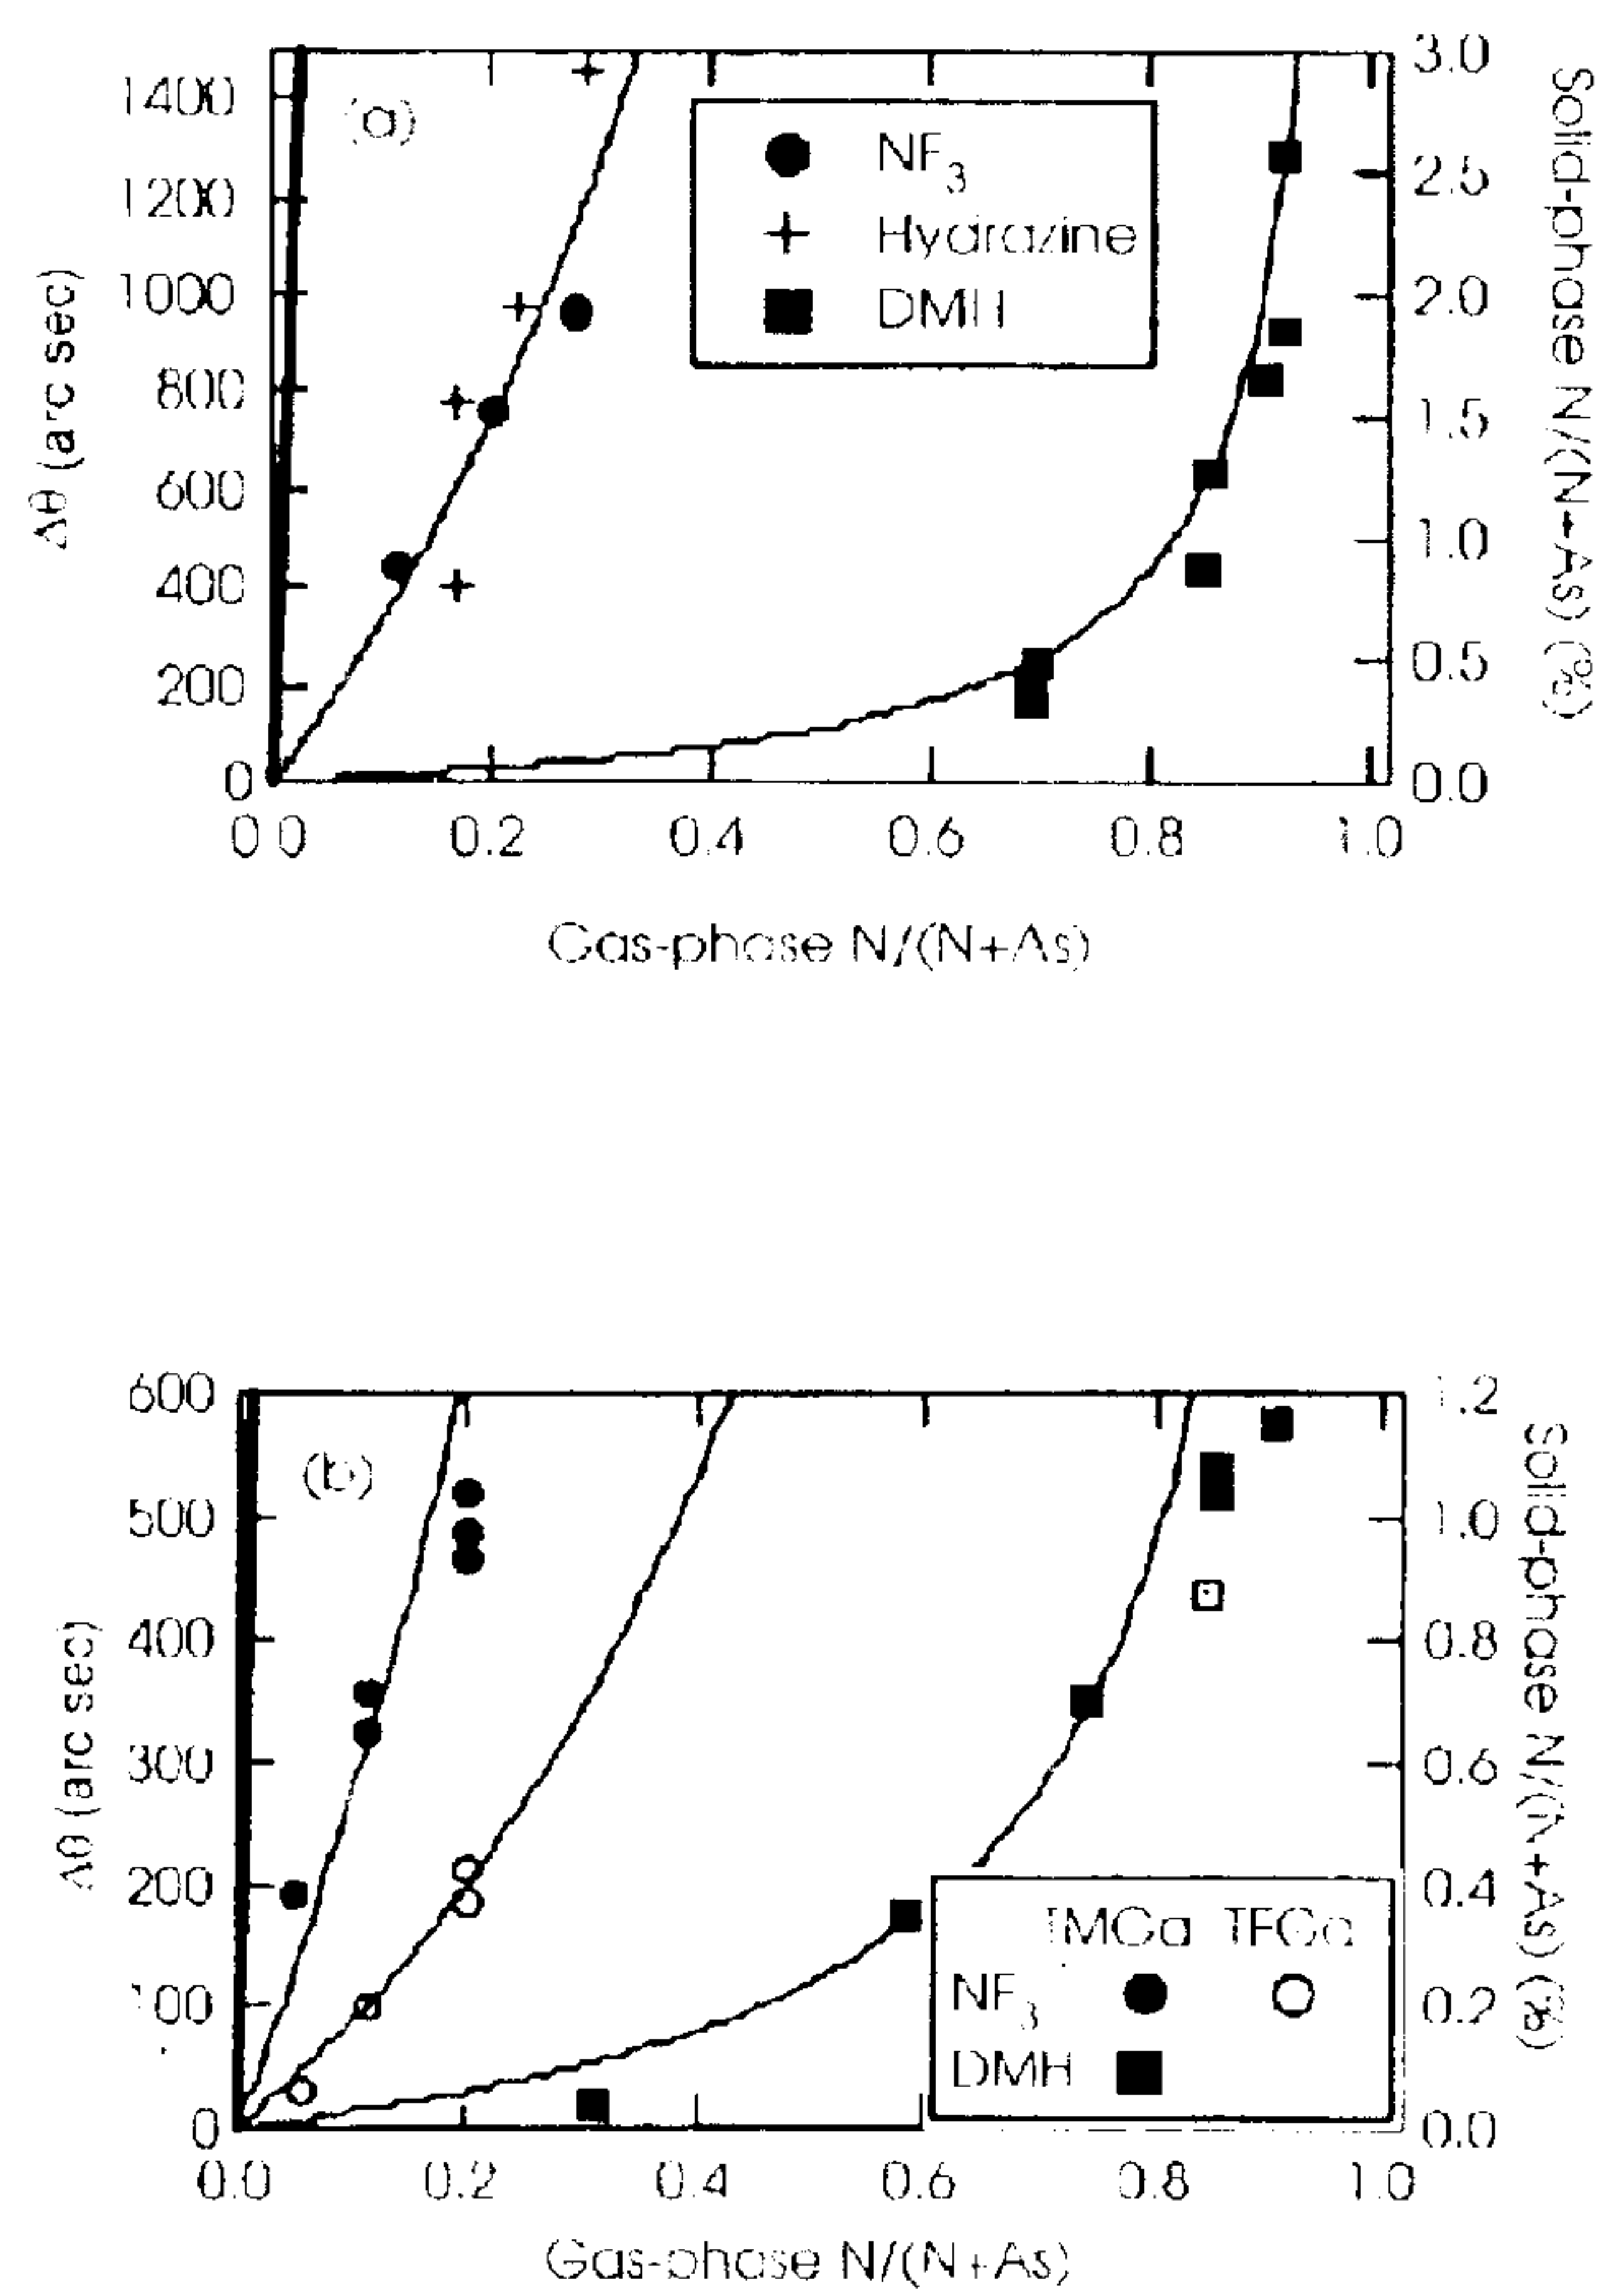 (a)
1400
1200
1000
800
600
400
200
0
Δθ (arc sec)
NF3
Hydrazine
DMH
3.0
2.5
2.0
1.5
1.0
0.5
0.0
Solid-phase N/(N+As) (%)
0.0 0.2 0.4 0.6 0.8 1.0
Gas-phase N/(N+As)
(b)
600
500
400
300
200
100
0
Δθ (arc sec)
1.2
1.0
0.8
0.6
0.4
0.2
0.0
Solid-phase N/(N+As) (%)
TMGa TEGa
NF3
DMH
0.0 0.2 0.4 0.6 0.8 1.0
Gas-phase N/(N+As)